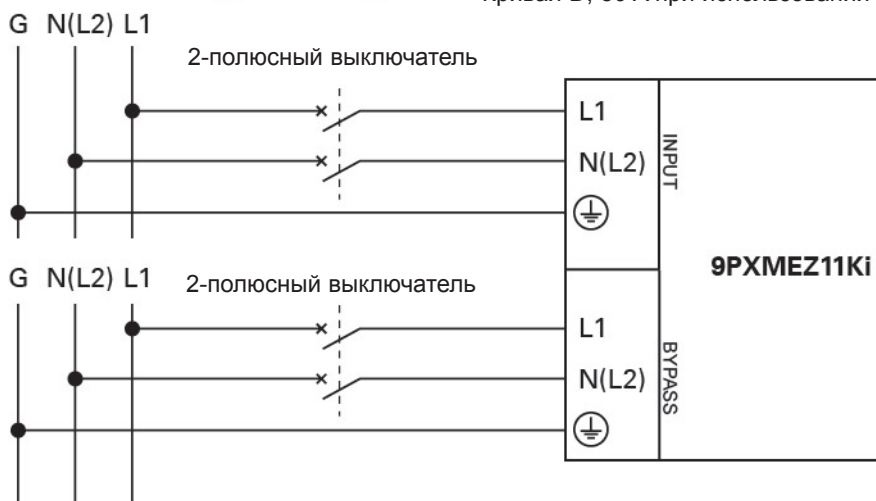 G N(L2) L1
2-полюсный выключатель
L1
N(L2)
INPUT
9PXMEZ11Ki
G N(L2) L1
2-полюсный выключатель
L1
N(L2)
BYPASS